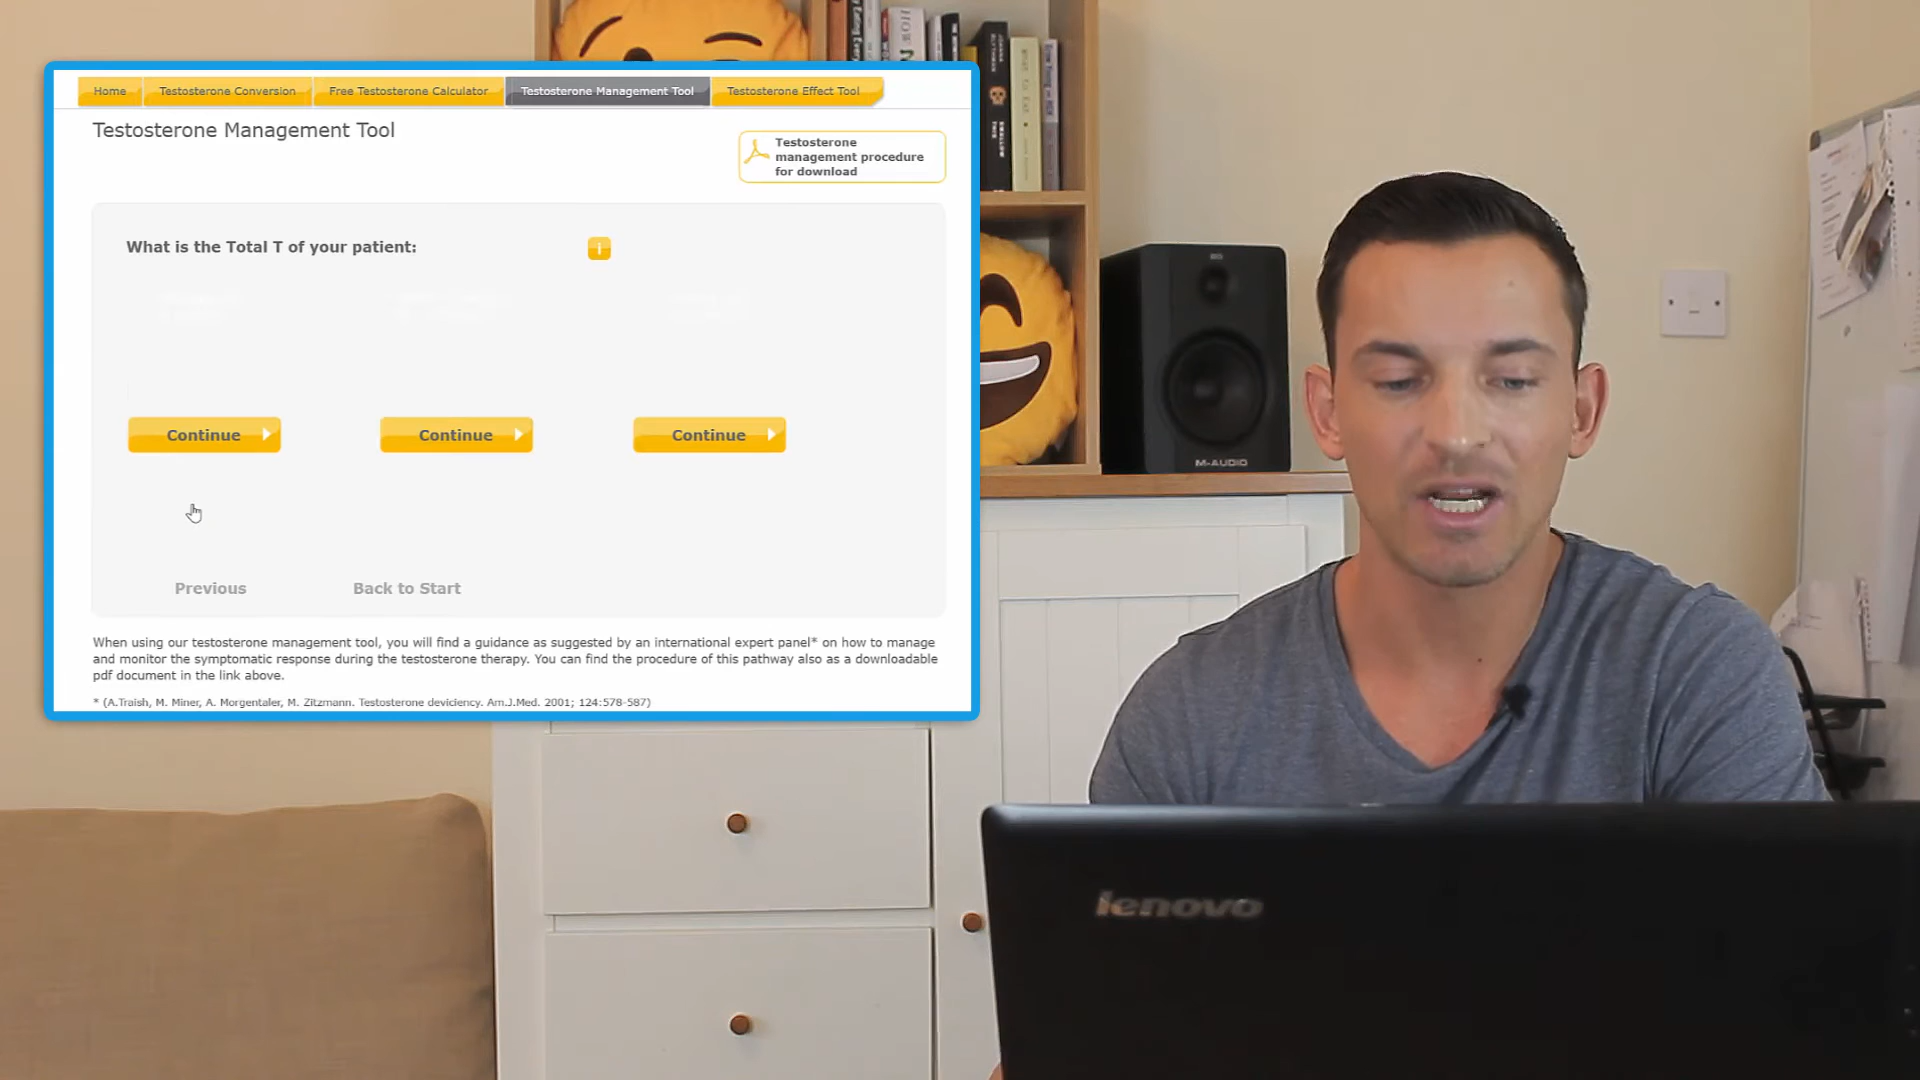 Home Testosterone Conversion Free Testosterone Calculator Testosterone Management Tool Testosterone Effect Tool
Testosterone Management Tool
Testosterone
management procedure
for download
What is the Total T of your patient:
Continue Continue Continue
Previous Back to Start
When using our testosterone management tool, you will find a guidance as suggested by an international expert panel* on how to manage
and monitor the symptomatic response during the testosterone therapy. You can find the procedure of this pathway also as a downloadable
pdf document in the link above.
* (A.Traish, M. Miner, A. Morgentaler, M. Zitzmann. Testosterone deviciency. Am.J.Med. 2001; 124:578-587)
M-AUDIO
lenovo